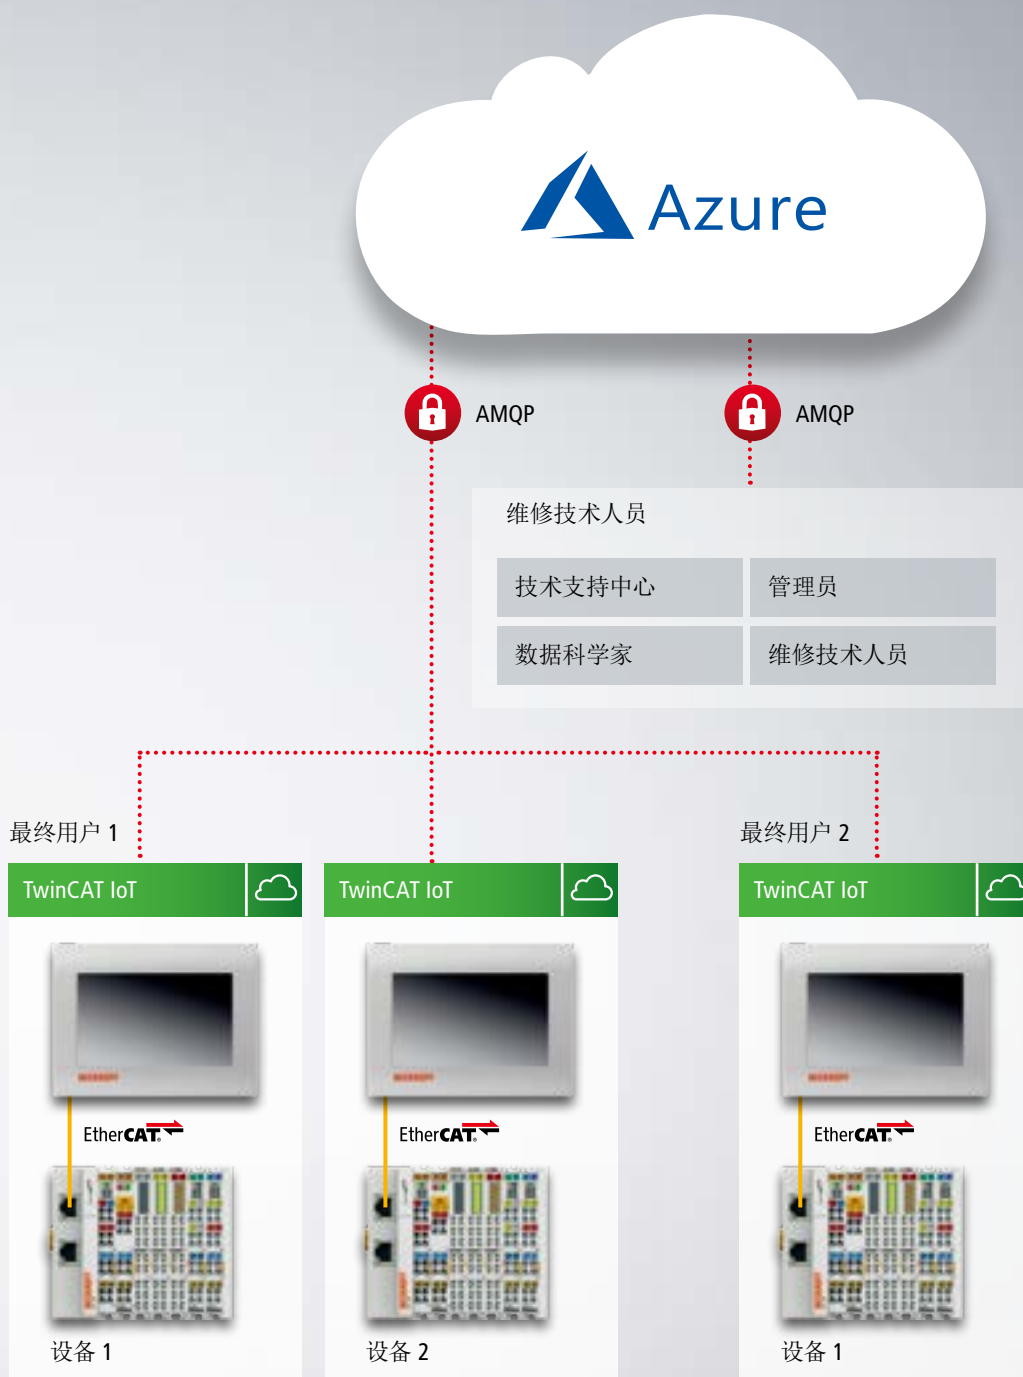 Azure
AMQP
AMQP
维修技术人员
技术支持中心
管理员
数据科学家
维修技术人员
最终用户 1
最终用户 2
TwinCAT IoT
TwinCAT IoT
TwinCAT IoT
BECKHOFF
BECKHOFF
BECKHOFF
EtherCAT®
EtherCAT®
EtherCAT®
设备 1
设备 2
设备 1